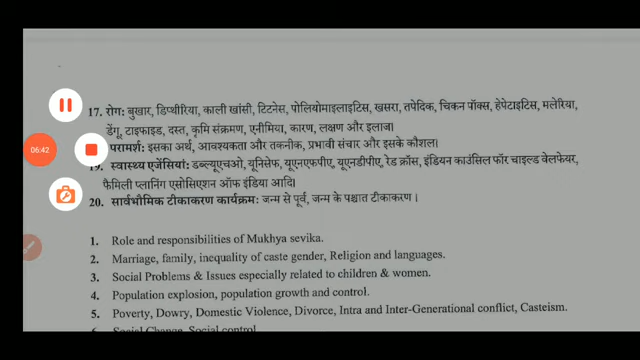 17. रोग: बुखार, डिप्थीरिया, काली खांसी, टिटनेस, पोलियोमाइलाइटिस, खसरा, तपेदिक, चिकन पॉक्स, हेपेटाइटिस, मलेरिया,
डेंगू, टाइफाइड, दस्त, कृमि संक्रमण, एनीमिया, कारण, लक्षण और इलाज।
06:42
परामर्श: इसका अर्थ, आवश्यकता और तकनीक, प्रभावी संचार और इसके कौशल।
19. स्वास्थ्य एजेंसियां: डब्ल्यूएचओ, यूनिसेफ, यूएनएफपीए, यूएनडीपीए, रेड क्रॉस, इंडियन काउंसिल फॉर चाइल्ड वेलफेयर,
फैमिली प्लानिंग एसोसिएशन ऑफ इंडिया आदि।
20. सार्वभौमिक टीकाकरण कार्यक्रम: जन्म से पूर्व, जन्म के पश्चात टीकाकरण।
1. Role and responsibilities of Mukhya sevika.
2. Marriage, family, inequality of caste gender, Religion and languages.
3. Social Problems & Issues especially related to children & women.
4. Population explosion, population growth and control.
5. Poverty, Dowry, Domestic Violence, Divorce, Intra and Inter-Generational conflict, Casteism.
6. Social Change, Social control.